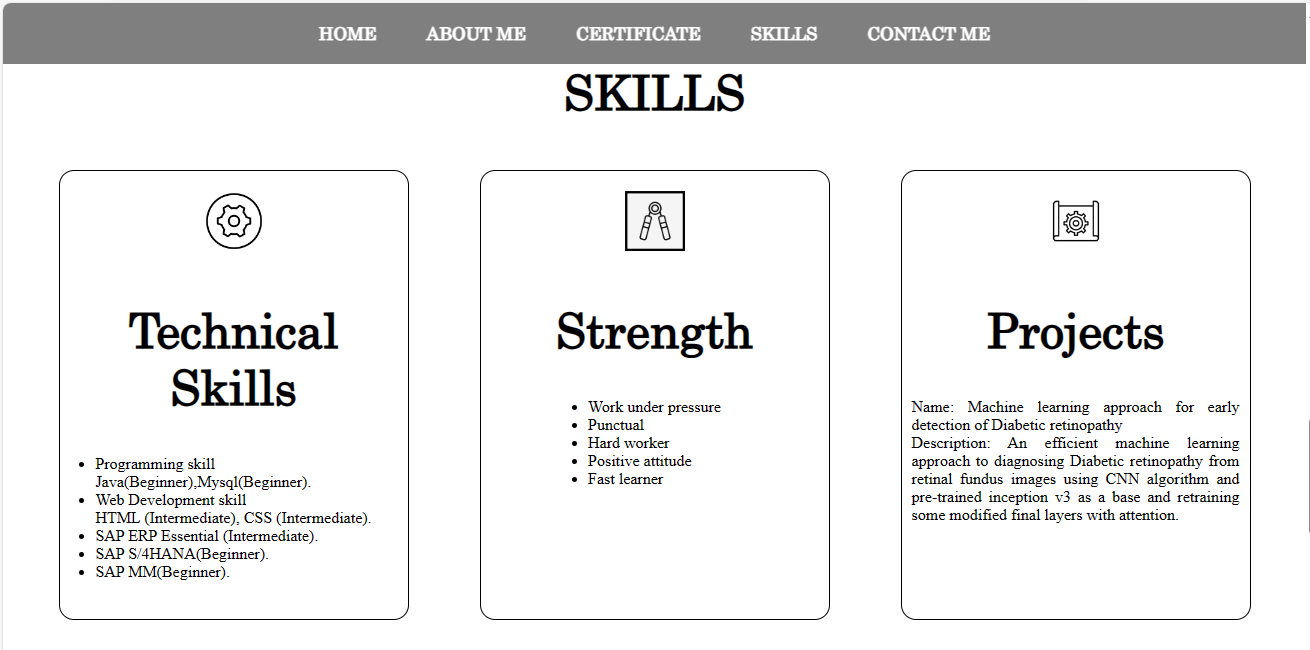 HOME ABOUT ME CERTIFICATE SKILLS CONTACT ME
SKILLS
Technical
Skills
• Programming skill
Java(Beginner),Mysql(Beginner).
• Web Development skill
HTML (Intermediate), CSS (Intermediate).
• SAP ERP Essential (Intermediate).
• SAP S/4HANA(Beginner).
• SAP MM(Beginner).
Strength
• Work under pressure
• Punctual
• Hard worker
• Positive attitude
• Fast learner
Projects
Name: Machine learning approach for early
detection of Diabetic retinopathy
Description: An efficient machine learning
approach to diagnosing Diabetic retinopathy from
retinal fundus images using CNN algorithm and
pre-trained inception v3 as a base and retraining
some modified final layers with attention.